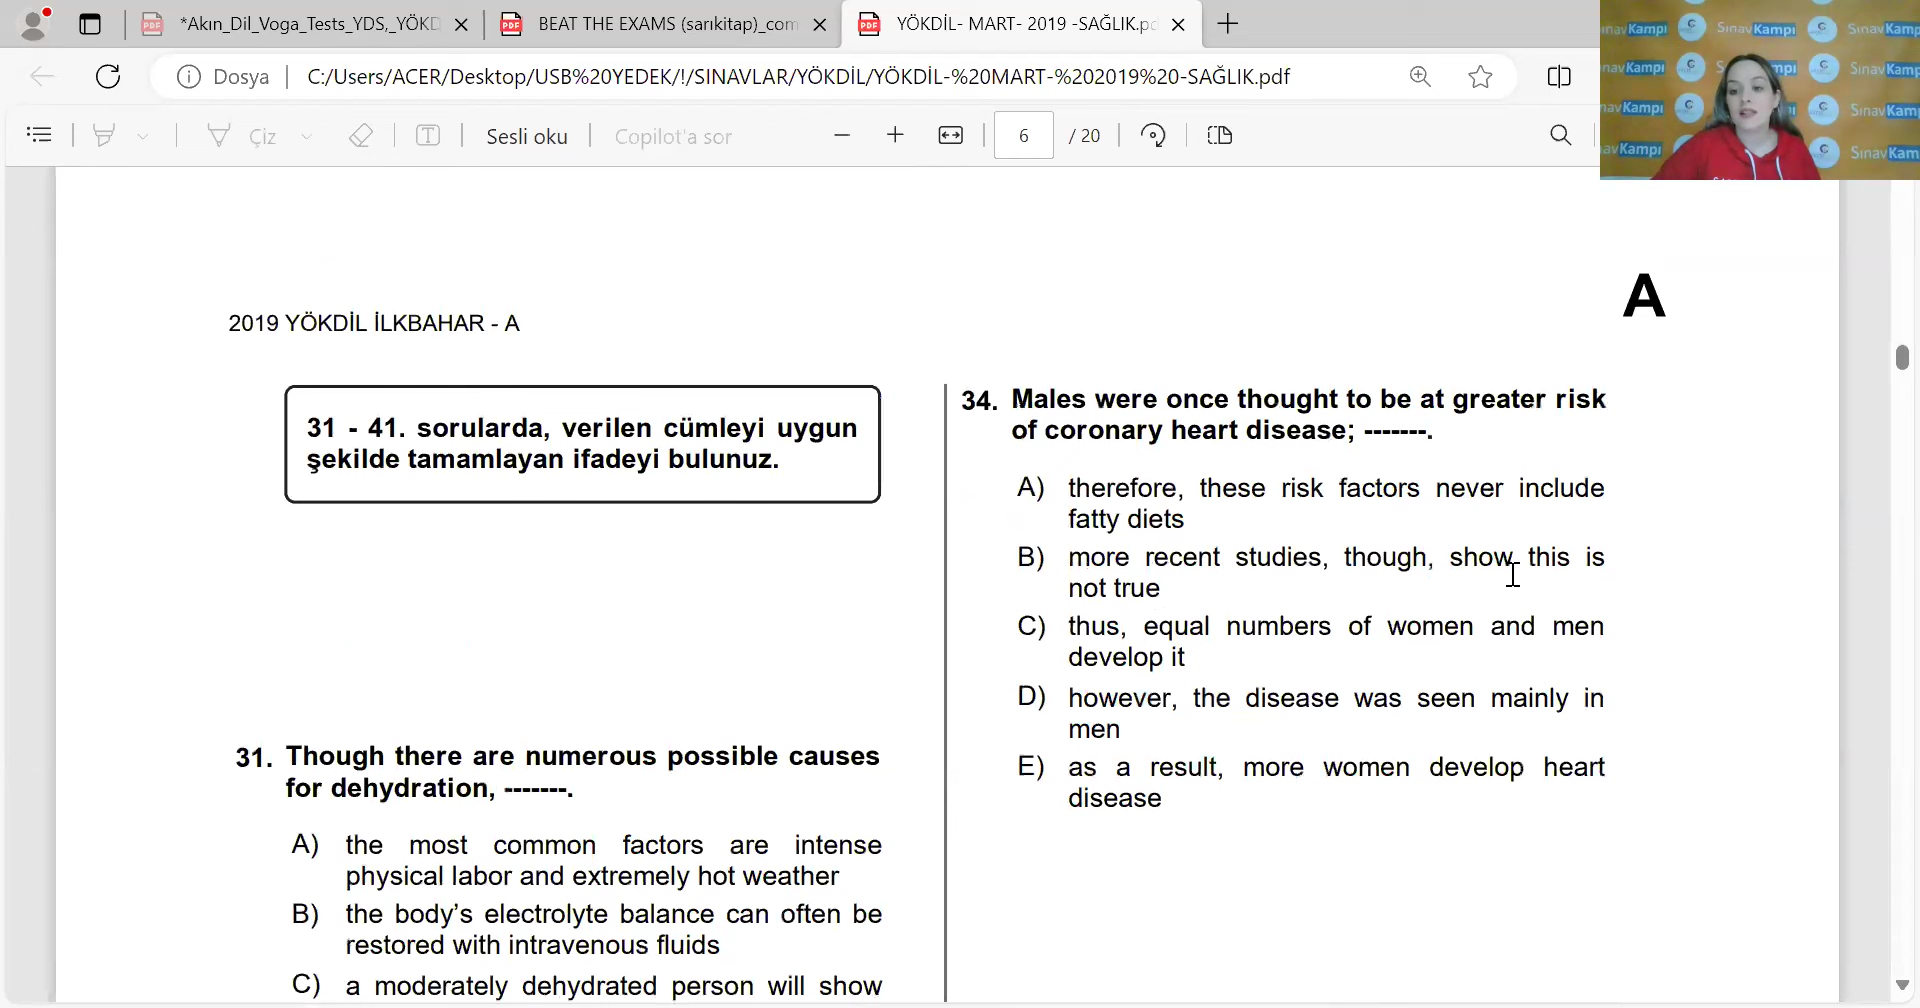 *Akın_Dil_Voga_Tests_YDS,_YÖKD
BEAT THE EXAMS (sarıkitap)_com
YÖKDİL- MART- 2019 -SAĞLIK.pd
Dosya
C:/Users/ACER/Desktop/USB%20YEDEK/!/SINAVLAR/YÖKDİL/YÖKDİL-%20MART-%202019%20-SAĞLIK.pdf
Çiz
Sesli oku
Copilot'a sor
6
/ 20
SınavKampı
A
2019 YÖKDİL İLKBAHAR - A
31 - 41. sorularda, verilen cümleyi uygun
şekilde tamamlayan ifadeyi bulunuz.
31. Though there are numerous possible causes
for dehydration, -------.
A) the most common factors are intense
physical labor and extremely hot weather
B) the body's electrolyte balance can often be
restored with intravenous fluids
C) a moderately dehydrated person will show
34. Males were once thought to be at greater risk
of coronary heart disease; -------.
A) therefore, these risk factors never include
fatty diets
B) more recent studies, though, show this is
not true
C) thus, equal numbers of women and men
develop it
D) however, the disease was seen mainly in
men
E) as a result, more women develop heart
disease